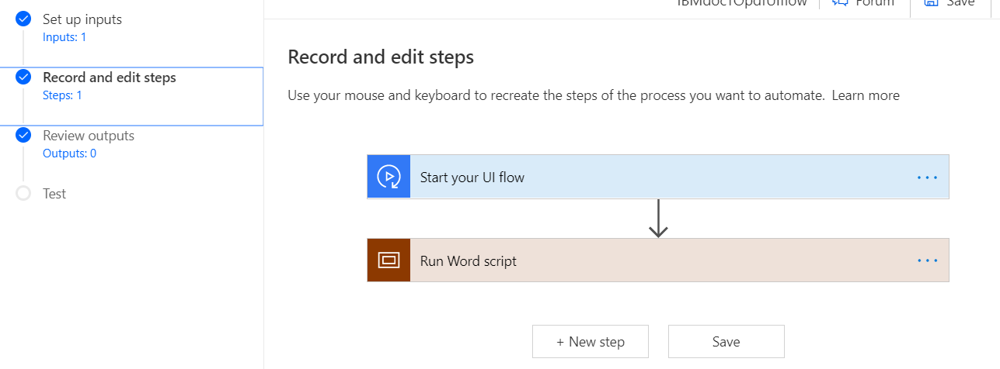 IBMdocTOpdfUIflow
Forum
Save
Set up inputs
Inputs: 1
Record and edit steps
Steps: 1
Review outputs
Outputs: 0
Test
Record and edit steps
Use your mouse and keyboard to recreate the steps of the process you want to automate. Learn more
Start your UI flow
Run Word script
+ New step
Save